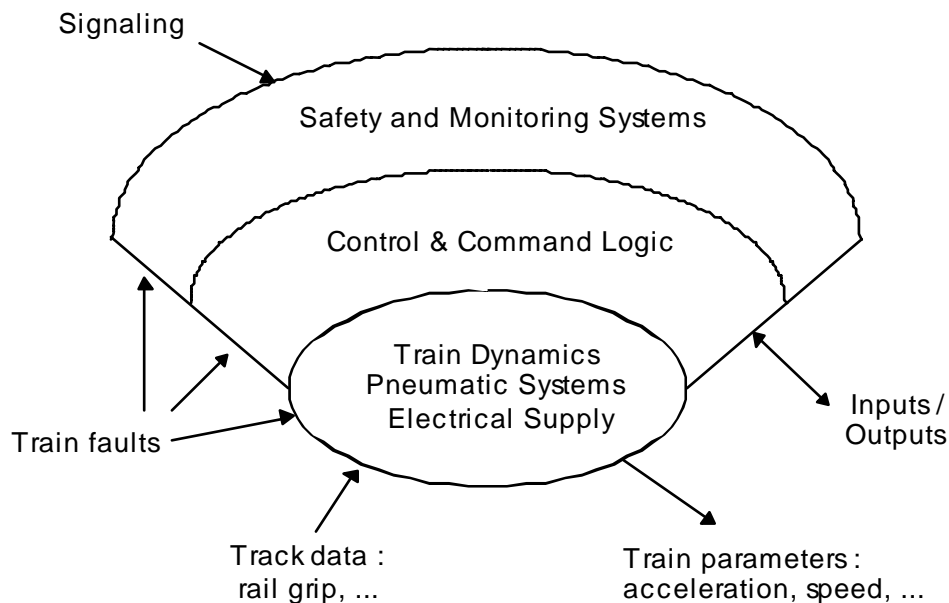 Signaling
Safety and Monitoring Systems
Control & Command Logic
Train Dynamics
Pneumatic Systems
Electrical Supply
Train faults
Inputs /
Outputs
Track data :
rail grip, ...
Train parameters :
acceleration, speed, ...